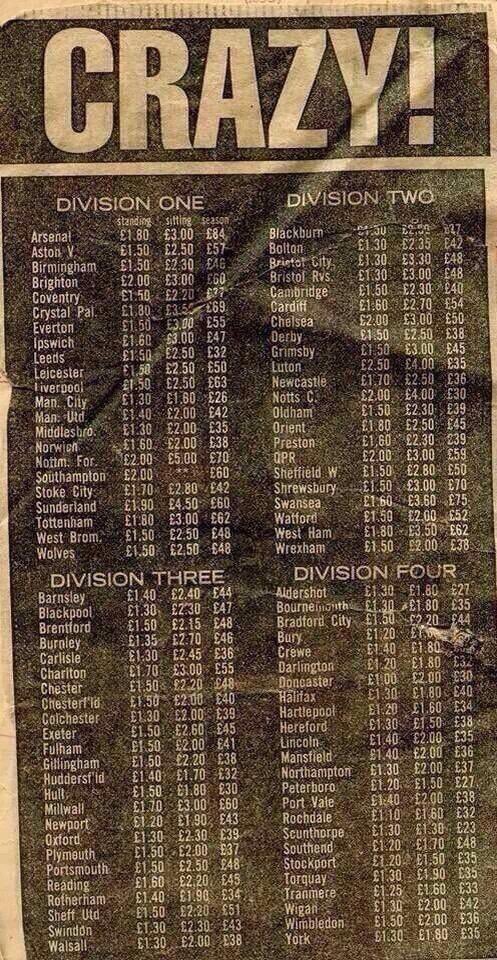 CRAZY!
DIVISION ONE
standing sitting season
Arsenal £1.80 £3.00 £64
Aston V £1.50 £2.50 £57
Birmingham £1.50 £2.30
Brighton £2.00 £3.00 £60
Coventry £1.50 £2.20
Crystal Pal. £1.80 £69
Everton £1.50 £3.00 £55
Ipswich £1.60 £3.00 £47
Leeds £1.50 £2.50 £32
Leicester £1.50 £2.50 £50
Liverpool £1.50 £2.50 £63
Man. City £1.30 £1.60 £26
Man. Utd £1.40 £2.00 £42
Middlesbro. £1.30 £2.00 £35
Norwich £1.60 £2.00 £38
Nottm. For. £2.00 £5.00 £70
Southampton £2.00 *** £60
Stoke City £1.70 £2.80 £42
Sunderland £1.90 £4.50 £60
Tottenham £1.80 £3.00 £62
West Brom. £1.50 £2.50 £48
Wolves £1.50 £2.50 £48
DIVISION TWO
Blackburn £1.50 £2.50
Bolton £1.30 £2.35 £42
Bristol City £1.30 £3.30 £48
Bristol Rvs. £1.30 £3.00 £48
Cambridge £1.50 £2.30 £40
Cardiff £1.60 £2.70 £54
Chelsea £2.00 £3.00 £50
Derby £1.50 £2.50 £38
Grimsby £1.50 £3.00 £45
Luton £2.50 £4.00 £35
Newcastle £1.70 £2.50 £36
Notts C. £2.00 £4.00 £30
Oldham £1.50 £2.30 £39
Orient £1.80 £2.50 £45
Preston £1.60 £2.30 £39
QPR £2.00 £3.00 £59
Sheffield W £1.50 £2.80 £50
Shrewsbury £1.50 £3.00 £70
Swansea £1.60 £3.60 £75
Watford £1.50 £2.00 £52
West Ham £1.80 £3.50 £62
Wrexham £1.50 £2.00 £38
DIVISION THREE
Barnsley £1.40 £2.40 £44
Blackpool £1.30 £2.30 £47
Brentford £1.50 £2.15 £48
Burnley £1.35 £2.70 £46
Carlisle £1.30 £2.45 £36
Charlton £1.70 £3.00 £55
Chester £1.50 £2.20 £48
Chesterf'ld £1.50 £2.00 £40
Colchester £1.30 £2.00 £39
Exeter £1.50 £2.60 £45
Fulham £1.50 £2.00 £41
Gillingham £1.50 £2.20 £38
Huddersf'ld £1.40 £1.70 £32
Hull £1.50 £1.80 £30
Millwall £1.70 £3.00 £60
Newport £1.20 £1.90 £43
Oxford £1.30 £2.30 £39
Plymouth £1.50 £2.00 £37
Portsmouth £1.50 £2.50 £48
Reading £1.60 £2.20 £45
Rotherham £1.40 £1.90 £34
Sheff Utd £1.50 £2.20 £51
Swindon £1.30 £2.30 £43
Walsall £1.30 £2.00 £38
DIVISION FOUR
Aldershot £1.30 £1.80 £27
Bournemouth £1.30 £1.80 £35
Bradford City £1.50 £2.20 £44
Bury £1.20
Crewe £1.40 £1.80
Darlington £1.20 £1.80 £32
Doncaster £1.00 £2.00 £30
Halifax £1.30 £1.80 £40
Hartlepool £1.20 £1.60 £34
Hereford £1.30 £1.50 £38
Lincoln £1.40 £2.00 £35
Mansfield £1.40 £2.00 £36
Northampton £1.30 £2.00 £37
Peterboro £1.20 £1.50 £27
Port Vale £1.40 £2.00 £38
Rochdale £1.10 £1.60 £32
Scunthorpe £1.30 £1.30 £23
Southend £1.20 £1.70 £48
Stockport £1.20 £1.50 £35
Torquay £1.30 £1.90 £35
Tranmere £1.25 £1.60 £33
Wigan £1.30 £2.00 £42
Wimbledon £1.50 £2.00 £36
York £1.30 £1.80 £35